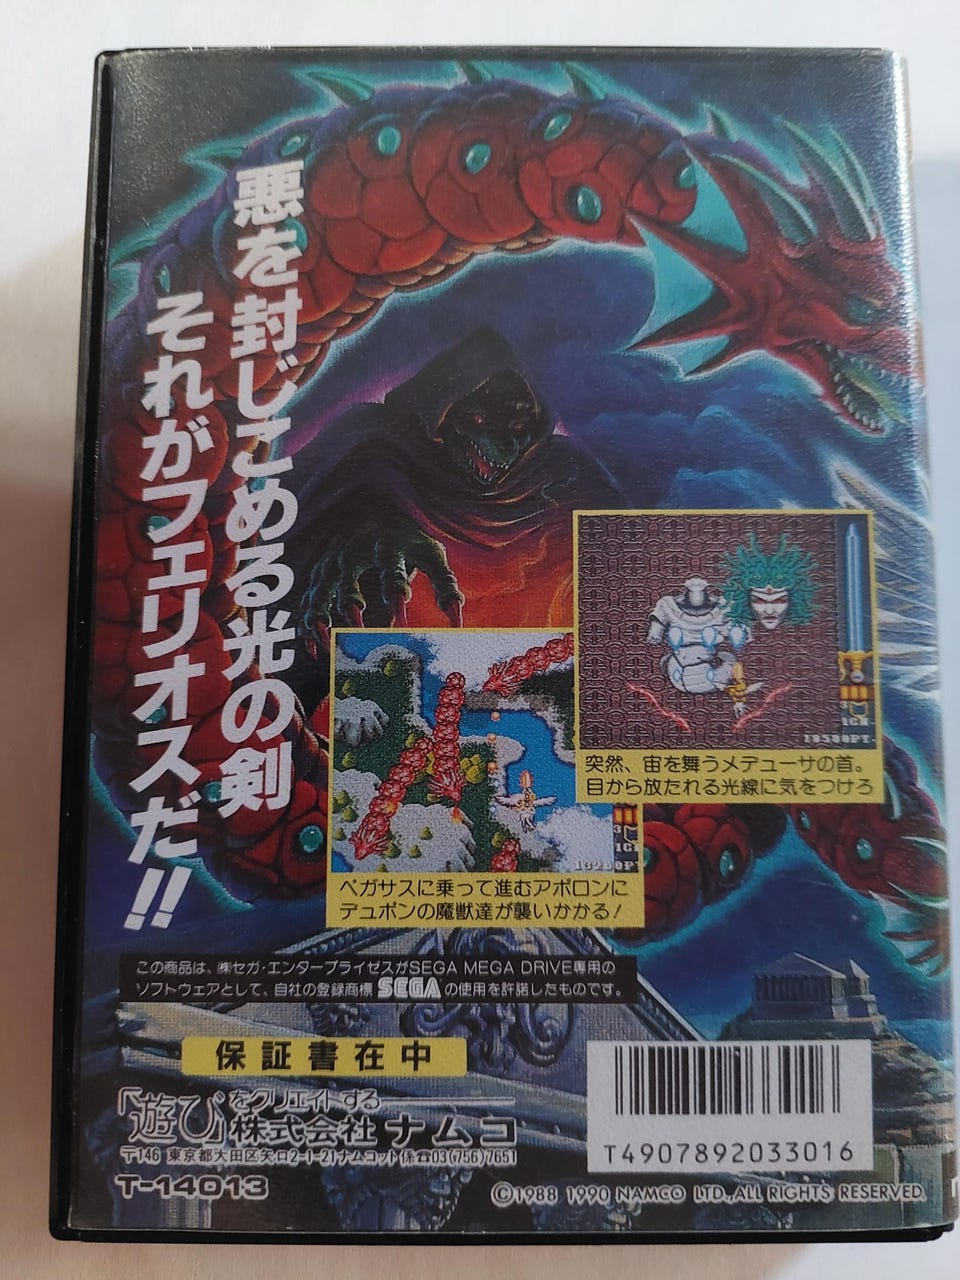 悪を封じこめる光の剣
それがフェリオスだ!!
3
1CR.
18500PT.
突然、宙を舞うメデューサの首。
目から放たれる光線に気をつけろ
3
ペガサスに乗って進むアポロンに
デュポンの魔獣達が襲いかかる!
この商品は、㈱セガ・エンタープライゼスがSEGA MEGA DRIVE専用の
ソフトウェアとして、自社の登録商標 SEGA の使用を許諾したものです。
保証書在中
「遊び」をクリエイトする
株式会社ナムコ
〒146 東京都大田区矢口2-1-21ナムコット係☎03(756)7651
T-14013
T4907892033016
©1988 1990 NAMCO LTD.,ALL RIGHTS RESERVED.